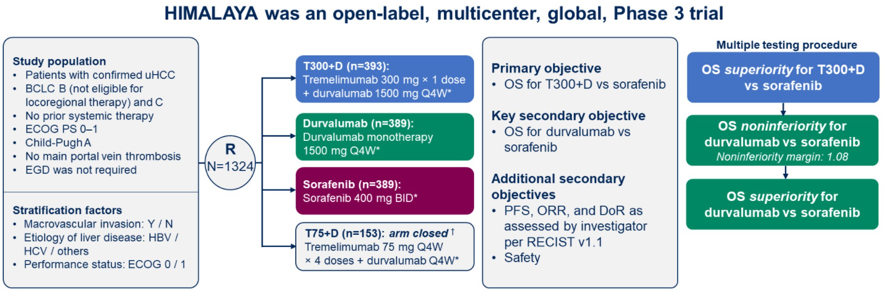 HIMALAYA was an open-label, multicenter, global, Phase 3 trial
Study population
• Patients with confirmed uHCC
• BCLC B (not eligible for
locoregional therapy) and C
• No prior systemic therapy
• ECOG PS 0–1
• Child-Pugh A
• No main portal vein thrombosis
• EGD was not required
Stratification factors
• Macrovascular invasion: Y / N
• Etiology of liver disease: HBV /
HCV / others
• Performance status: ECOG 0 / 1
R
N=1324
T300+D (n=393):
Tremelimumab 300 mg × 1 dose
+ durvalumab 1500 mg Q4W*
Durvalumab (n=389):
Durvalumab monotherapy
1500 mg Q4W*
Sorafenib (n=389):
Sorafenib 400 mg BID*
T75+D (n=153): arm closed†
Tremelimumab 75 mg Q4W
× 4 doses + durvalumab Q4W*
Primary objective
• OS for T300+D vs sorafenib
Key secondary objective
• OS for durvalumab vs
sorafenib
Additional secondary
objectives
• PFS, ORR, and DoR as
assessed by investigator
per RECIST v1.1
• Safety
Multiple testing procedure
OS superiority for T300+D
vs sorafenib
OS noninferiority for
durvalumab vs sorafenib
Noninferiority margin: 1.08
OS superiority for
durvalumab vs sorafenib